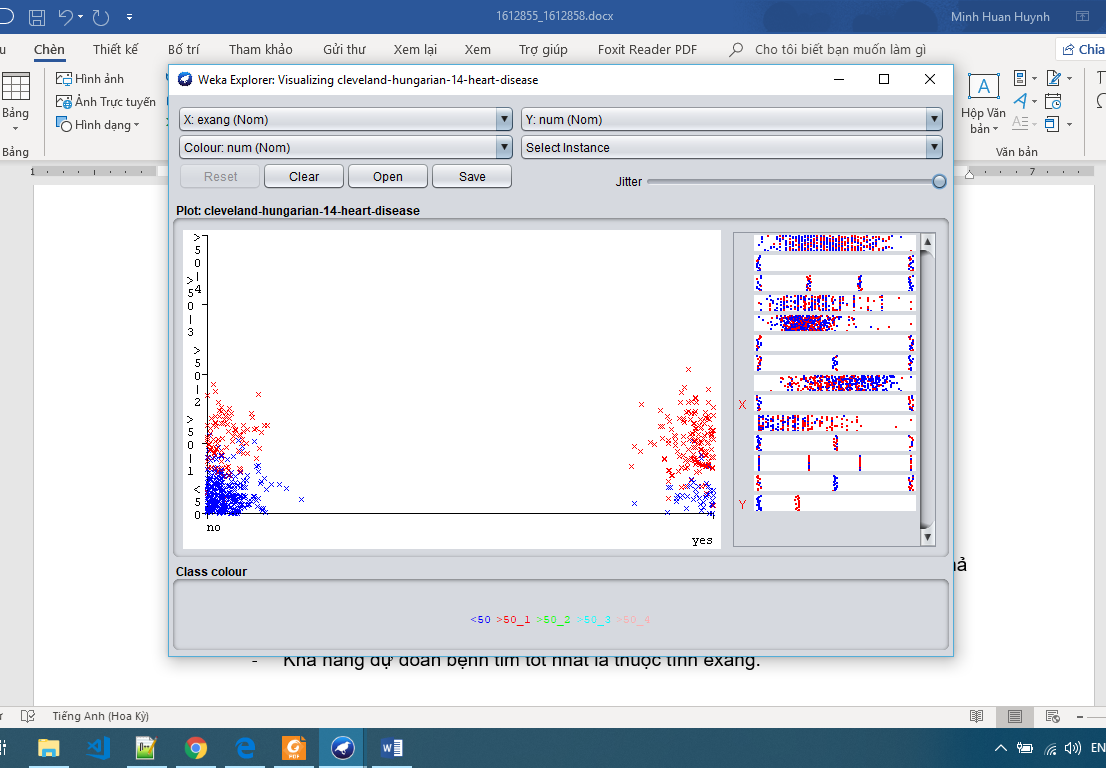 1612855_1612858.docx
Minh Huan Huynh
Chèn Thiết kế Bố trí Tham khảo Gửi thư Xem lại Xem Trợ giúp Foxit Reader PDF Cho tôi biết bạn muốn làm gì Chia
Bảng
Bảng
Hình ảnh
Ảnh Trực tuyến
Hình dạng
Hộp Văn bản
Văn bản
Weka Explorer: Visualizing cleveland-hungarian-14-heart-disease
X: exang (Nom) Y: num (Nom)
Colour: num (Nom) Select Instance
Reset Clear Open Save Jitter
Plot: cleveland-hungarian-14-heart-disease
>50_4
>50_3
>50_2
>50_1
<50
no
yes
X
Y
Class colour
<50 >50_1 >50_2 >50_3 >50_4
- Khả năng dự đoán bệnh tim tốt nhất là thuộc tính exang.
Tiếng Anh (Hoa Kỳ)
EN
1
7